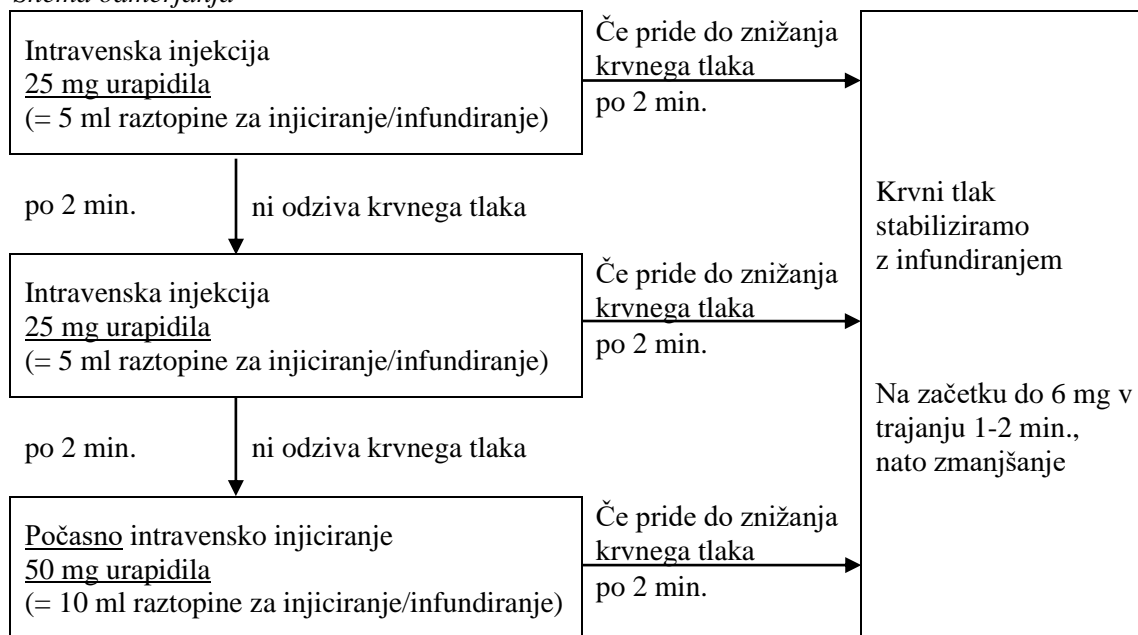 Shema odmerjanja
Intravenska injekcija
25 mg urapidila
(= 5 ml raztopine za injiciranje/infundiranje)
Če pride do znižanja
krvnega tlaka
po 2 min.
po 2 min.
ni odziva krvnega tlaka
Intravenska injekcija
25 mg urapidila
(= 5 ml raztopine za injiciranje/infundiranje)
Če pride do znižanja
krvnega tlaka
po 2 min.
po 2 min.
ni odziva krvnega tlaka
Počasno intravensko injiciranje
50 mg urapidila
(= 10 ml raztopine za injiciranje/infundiranje)
Če pride do znižanja
krvnega tlaka
po 2 min.
Krvni tlak
stabiliziramo
z infundiranjem
Na začetku do 6 mg v
trajanju 1-2 min.,
nato zmanjšanje